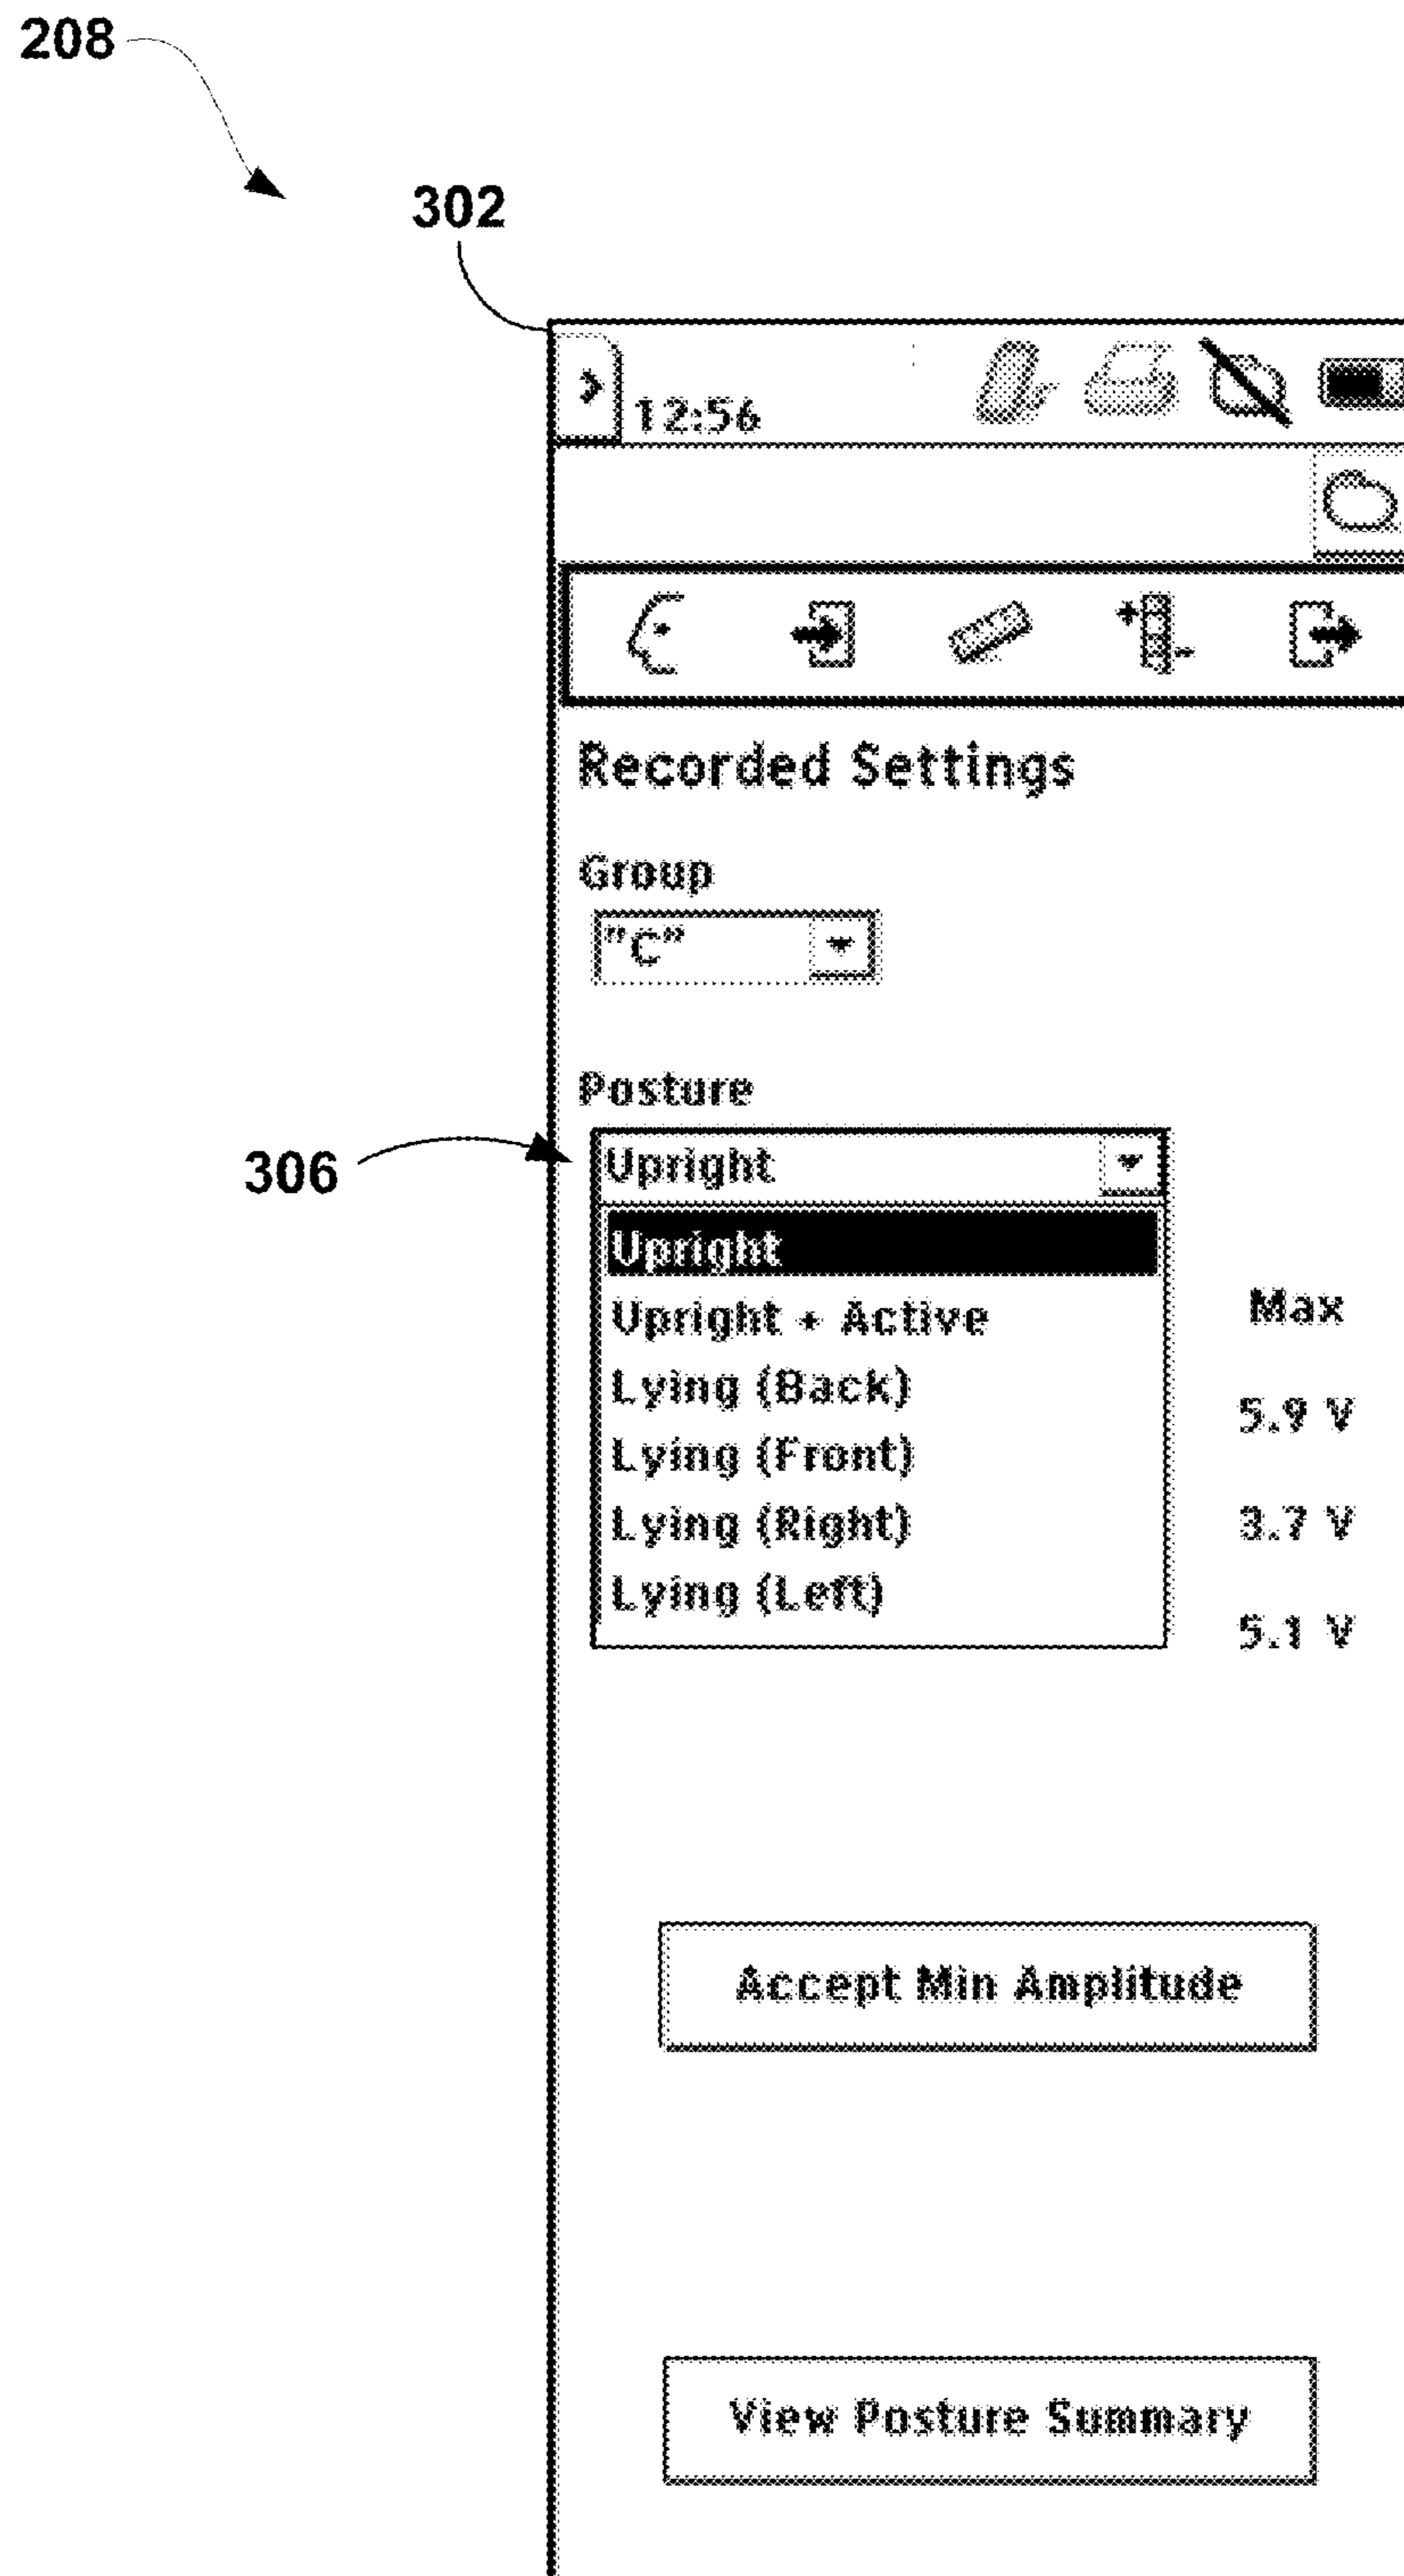 208
302
12:56
Recorded Settings
Group
"C"
Posture
306
Upright
Upright
Upright + Active
Max
Lying (Back)
5.9 V
Lying (Front)
Lying (Right)
3.7 V
Lying (Left)
5.1 V
Accept Min Amplitude
View Posture Summary